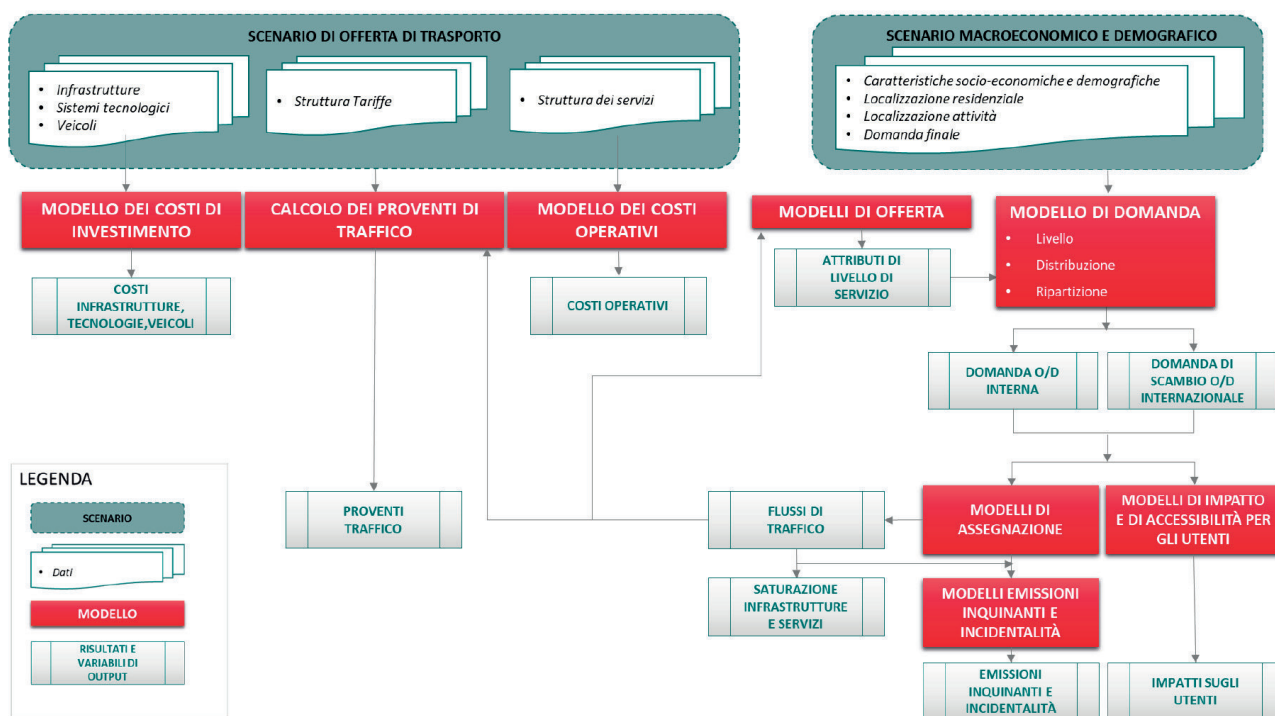 SCENARIO DI OFFERTA DI TRASPORTO
• Infrastrutture
• Sistemi tecnologici
• Veicoli
• Struttura Tariffe
• Struttura dei servizi
SCENARIO MACROECONOMICO E DEMOGRAFICO
• Caratteristiche socio-economiche e demografiche
• Localizzazione residenziale
• Localizzazione attività
• Domanda finale
MODELLO DEI COSTI DI
INVESTIMENTO
CALCOLO DEI PROVENTI DI
TRAFFICO
MODELLO DEI COSTI
OPERATIVI
MODELLI DI OFFERTA
MODELLO DI DOMANDA
• Livello
• Distribuzione
• Ripartizione
COSTI
INFRASTRUTTURE,
TECNOLOGIE,VEICOLI
COSTI OPERATIVI
ATTRIBUTI DI
LIVELLO DI
SERVIZIO
DOMANDA O/D
INTERNA
DOMANDA DI
SCAMBIO O/D
INTERNAZIONALE
LEGENDA
SCENARIO
• Dati
MODELLO
RISULTATI E
VARIABILI DI
OUTPUT
PROVENTI
TRAFFICO
FLUSSI DI
TRAFFICO
MODELLI DI
ASSEGNAZIONE
MODELLI DI IMPATTO
E DI ACCESSIBILITÀ PER
GLI UTENTI
SATURAZIONE
INFRASTRUTTURE
E SERVIZI
MODELLI EMISSIONI
INQUINANTI E
INCIDENTALITÀ
EMISSIONI
INQUINANTI E
INCIDENTALITÀ
IMPATTI SUGLI
UTENTI